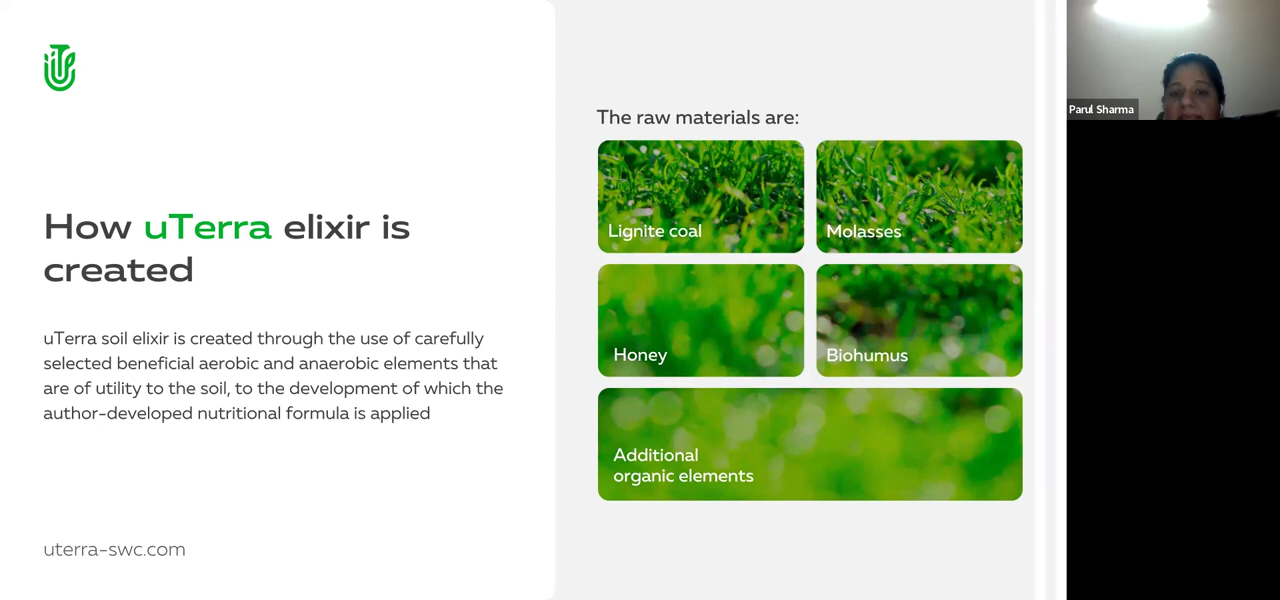 How uTerra elixir is
created
uTerra soil elixir is created through the use of carefully
selected beneficial aerobic and anaerobic elements that
are of utility to the soil, to the development of which the
author-developed nutritional formula is applied
uterra-swc.com
The raw materials are:
Lignite coal
Molasses
Honey
Biohumus
Additional
organic elements
Parul Sharma